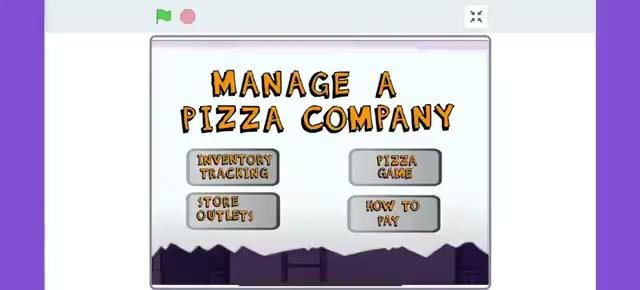 MANAGE A
PIZZA COMPANY
INVENTORY
TRACKING
PIZZA
GAME
STORE
OUTLETS
HOW TO
PAY